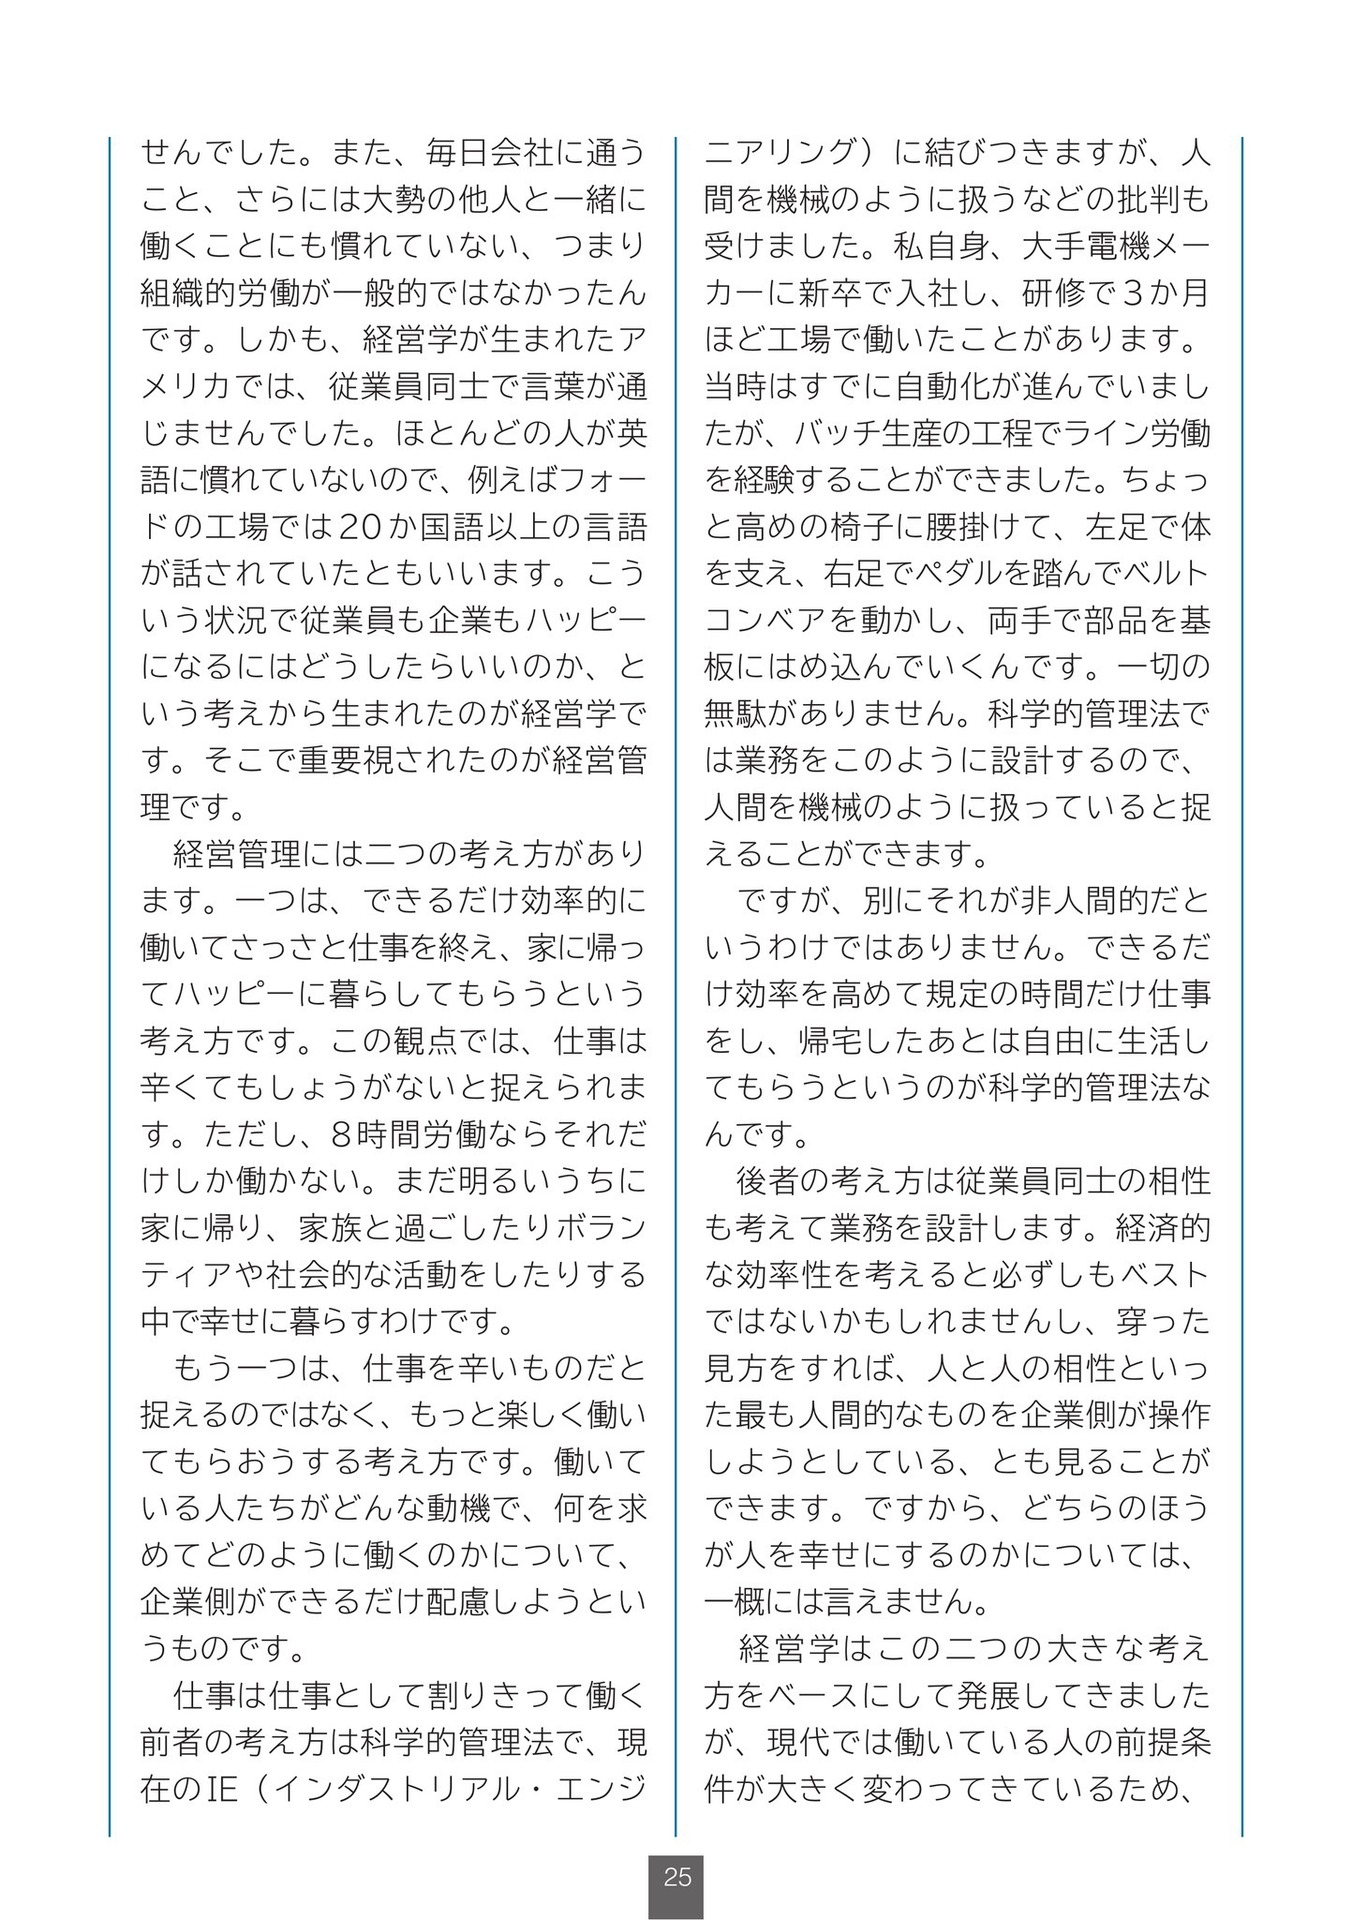 せんでした。また、毎日会社に通う
こと、さらには大勢の他人と一緒に
働くことにも慣れていない、つまり
組織的労働が一般的ではなかったん
です。しかも、経営学が生まれたア
メリカでは、従業員同士で言葉が通
じませんでした。ほとんどの人が英
語に慣れていないので、例えばフォー
ドの工場では20か国語以上の言語
が話されていたともいいます。こう
いう状況で従業員も企業もハッピー
になるにはどうしたらいいのか、と
いう考えから生まれたのが経営学で
す。そこで重要視されたのが経営管
理です。
　経営管理には二つの考え方があり
ます。一つは、できるだけ効率的に
働いてさっさと仕事を終え、家に帰っ
てハッピーに暮らしてもらうという
考え方です。この観点では、仕事は
辛くてもしょうがないと捉えられま
す。ただし、8時間労働ならそれだ
けしか働かない。まだ明るいうちに
家に帰り、家族と過ごしたりボラン
ティアや社会的な活動をしたりする
中で幸せに暮らすわけです。
　もう一つは、仕事を辛いものだと
捉えるのではなく、もっと楽しく働い
てもらおうする考え方です。働いて
いる人たちがどんな動機で、何を求
めてどのように働くのかについて、
企業側ができるだけ配慮しようとい
うものです。
　仕事は仕事として割りきって働く
前者の考え方は科学的管理法で、現
在のIE（インダストリアル・エンジ
ニアリング）に結びつきますが、人
間を機械のように扱うなどの批判も
受けました。私自身、大手電機メー
カーに新卒で入社し、研修で3か月
ほど工場で働いたことがあります。
当時はすでに自動化が進んでいまし
たが、バッチ生産の工程でライン労働
を経験することができました。ちょっ
と高めの椅子に腰掛けて、左足で体
を支え、右足でペダルを踏んでベルト
コンベアを動かし、両手で部品を基
板にはめ込んでいくんです。一切の
無駄がありません。科学的管理法で
は業務をこのように設計するので、
人間を機械のように扱っていると捉
えることができます。
　ですが、別にそれが非人間的だと
いうわけではありません。できるだ
け効率を高めて規定の時間だけ仕事
をし、帰宅したあとは自由に生活し
てもらうというのが科学的管理法な
んです。
　後者の考え方は従業員同士の相性
も考えて業務を設計します。経済的
な効率性を考えると必ずしもベスト
ではないかもしれませんし、穿った
見方をすれば、人と人の相性といっ
た最も人間的なものを企業側が操作
しようとしている、とも見ることが
できます。ですから、どちらのほう
が人を幸せにするのかについては、
一概には言えません。
　経営学はこの二つの大きな考え
方をベースにして発展してきました
が、現代では働いている人の前提条
件が大きく変わってきているため、
25